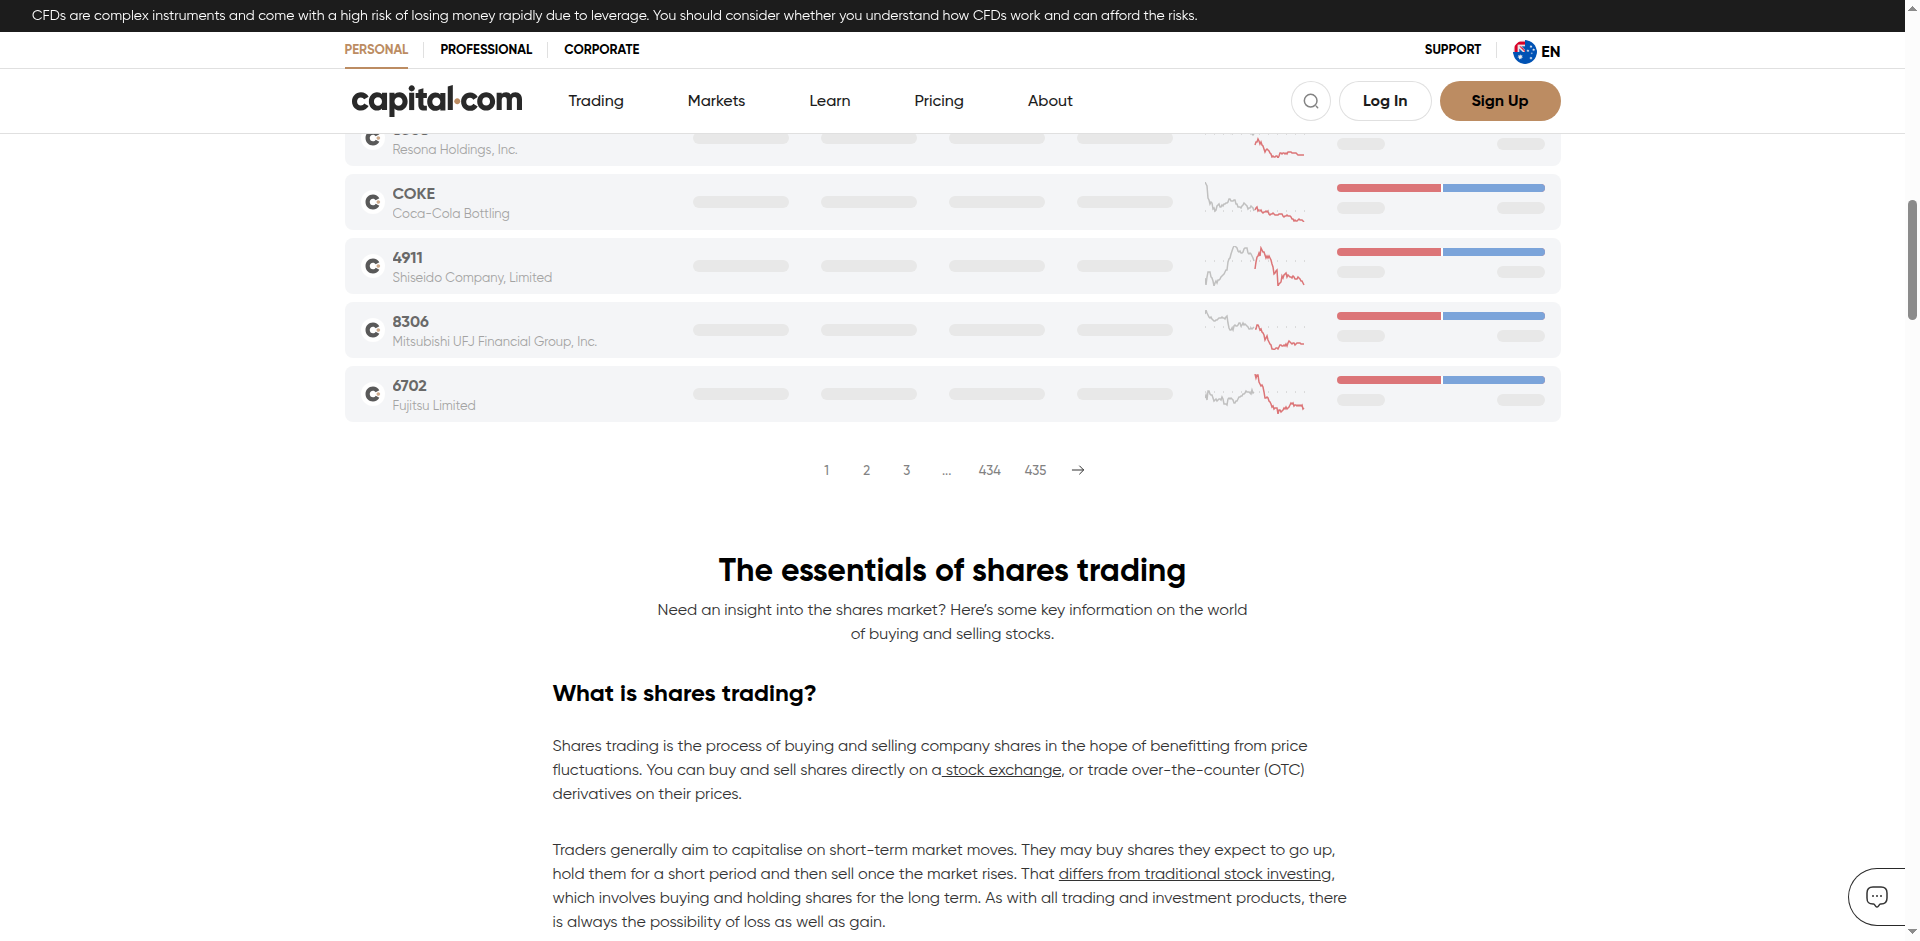 CFDs are complex instruments and come with a high risk of losing money rapidly due to leverage. You should consider whether you understand how CFDs work and can afford the risks.
PERSONAL
PROFESSIONAL
CORPORATE
SUPPORT
EN
capital.com
Trading
Markets
Learn
Pricing
About
Log In
Sign Up
Resona Holdings, Inc.
COKE
Coca-Cola Bottling
4911
Shiseido Company, Limited
8306
Mitsubishi UFJ Financial Group, Inc.
6702
Fujitsu Limited
1 2 3 ... 434 435
The essentials of shares trading
Need an insight into the shares market? Here’s some key information on the world
of buying and selling stocks.
What is shares trading?
Shares trading is the process of buying and selling company shares in the hope of benefitting from price
fluctuations. You can buy and sell shares directly on a stock exchange, or trade over-the-counter (OTC)
derivatives on their prices.
Traders generally aim to capitalise on short-term market moves. They may buy shares they expect to go up,
hold them for a short period and then sell once the market rises. That differs from traditional stock investing,
which involves buying and holding shares for the long term. As with all trading and investment products, there
is always the possibility of loss as well as gain.